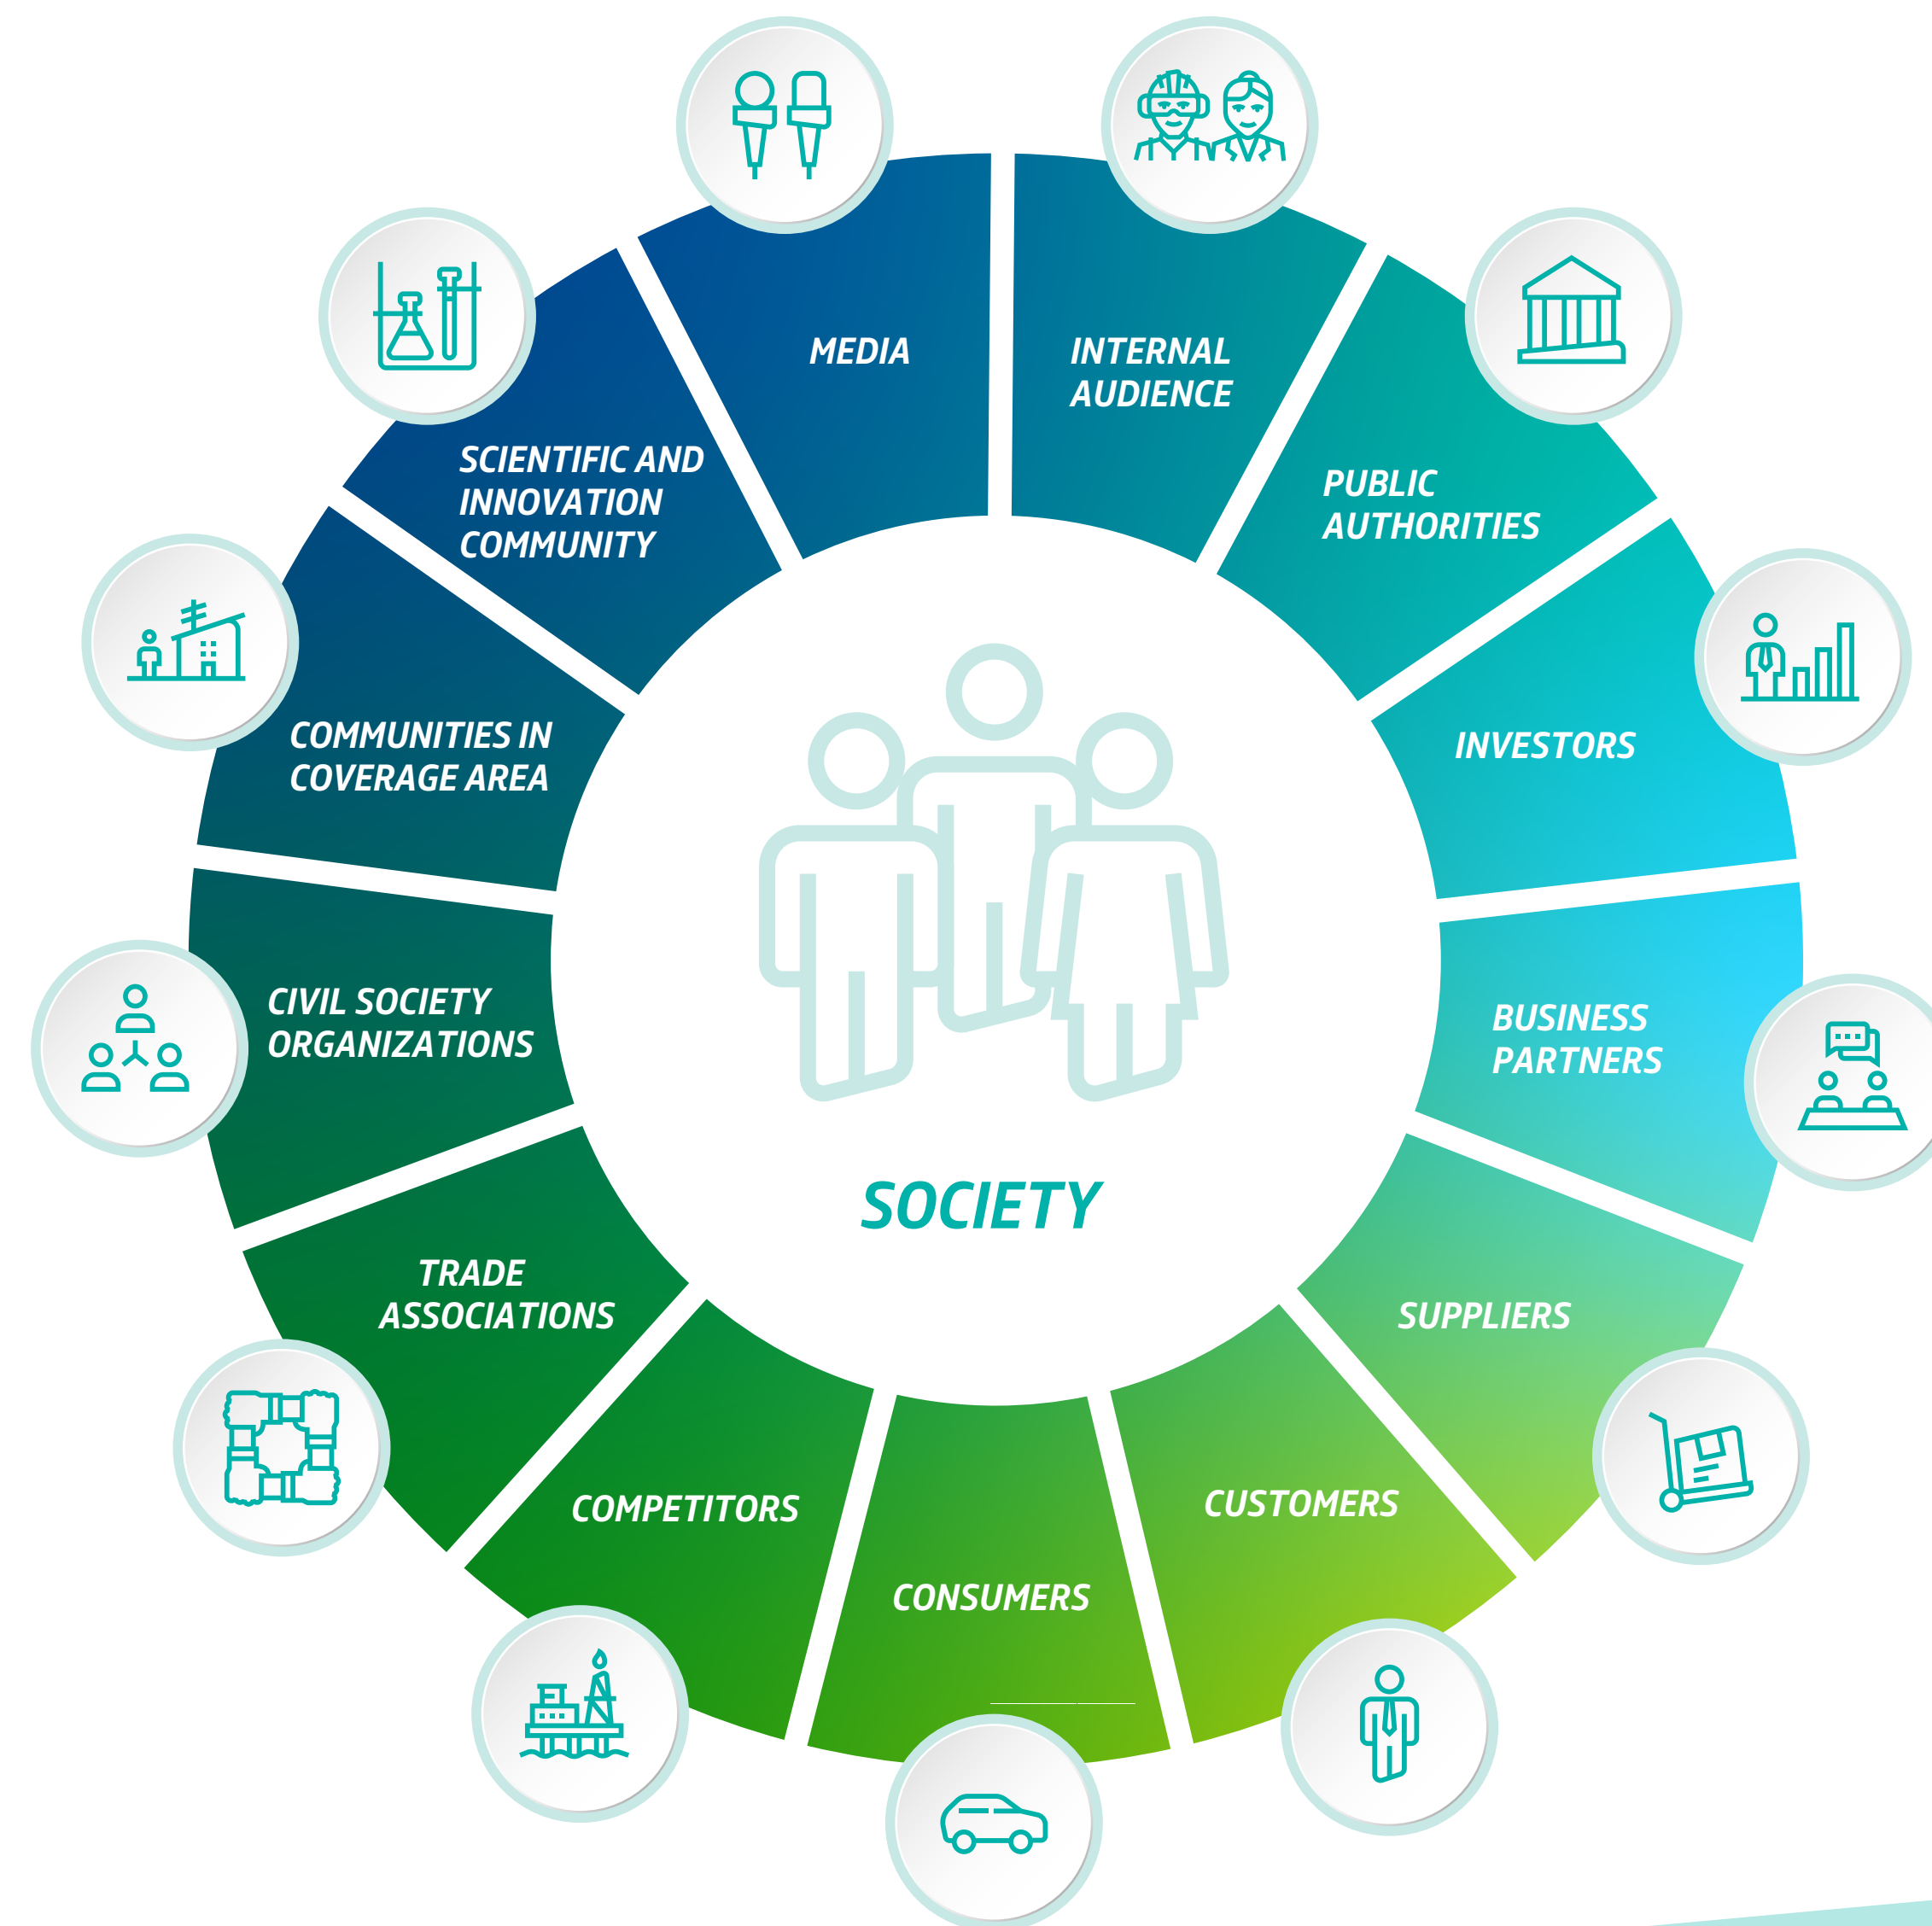 MEDIA
INTERNAL
AUDIENCE
PUBLIC
AUTHORITIES
INVESTORS
BUSINESS
PARTNERS
SUPPLIERS
CUSTOMERS
CONSUMERS
COMPETITORS
TRADE
ASSOCIATIONS
CIVIL SOCIETY
ORGANIZATIONS
COMMUNITIES IN
COVERAGE AREA
SCIENTIFIC AND
INNOVATION
COMMUNITY
SOCIETY